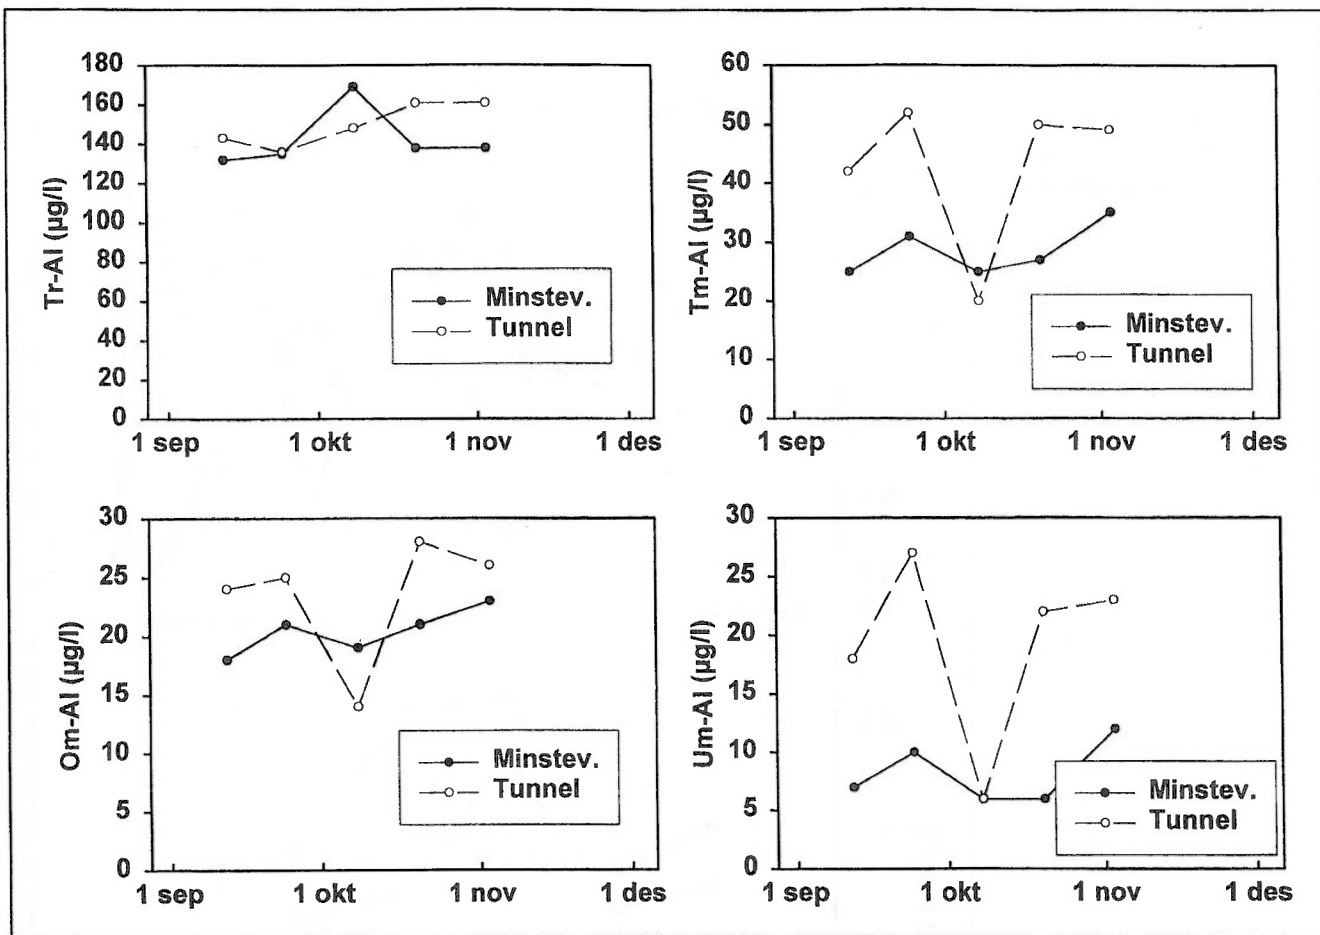 Tr-Al (µg/l)
180
160
140
120
100
80
60
40
20
0
1 sep 1 okt 1 nov 1 des
Minstev.
Tunnel
Tm-Al (µg/l)
60
50
40
30
20
10
0
1 sep 1 okt 1 nov 1 des
Minstev.
Tunnel
Om-Al (µg/l)
30
25
20
15
10
5
0
1 sep 1 okt 1 nov 1 des
Minstev.
Tunnel
Um-Al (µg/l)
30
25
20
15
10
5
0
1 sep 1 okt 1 nov 1 des
Minstev.
Tunnel